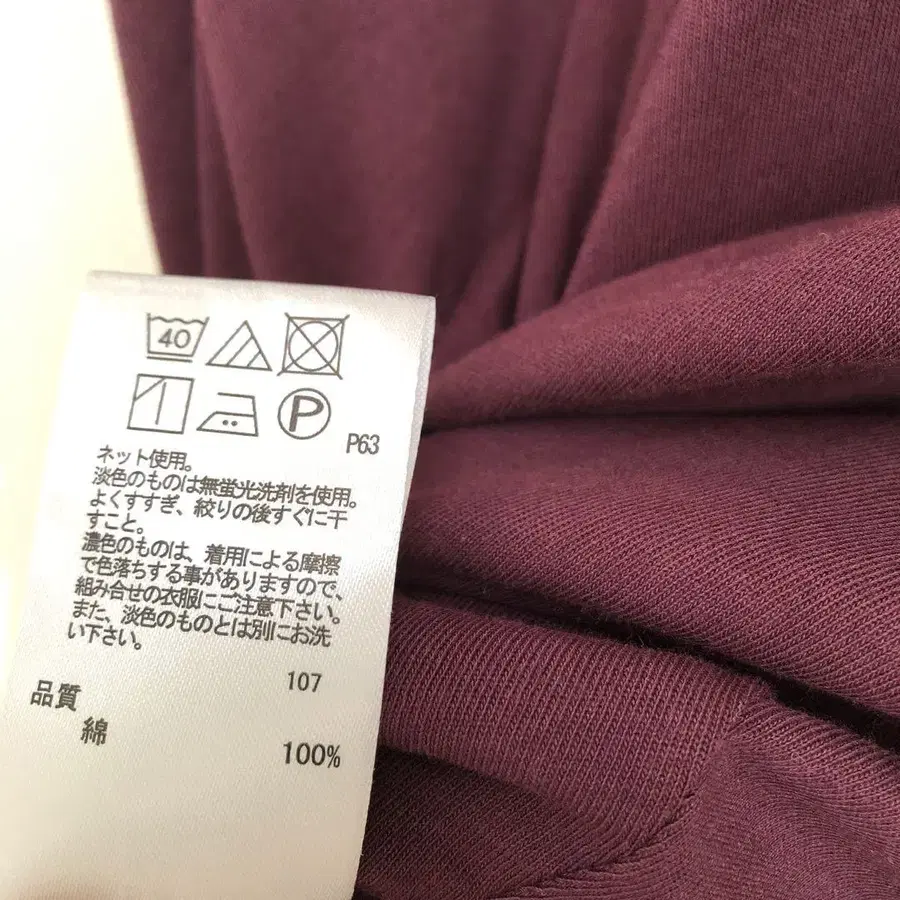 40
P
P63
ネット使用。
淡色のものは無蛍光洗剤を使用。
よくすすぎ、絞りの後すぐに干
すこと。
濃色のものは、着用による摩擦
で色落ちする事がありますので、
組み合せの衣服にご注意下さい。
また、淡色のものとは別にお洗
い下さい。
107
品質
綿 100%